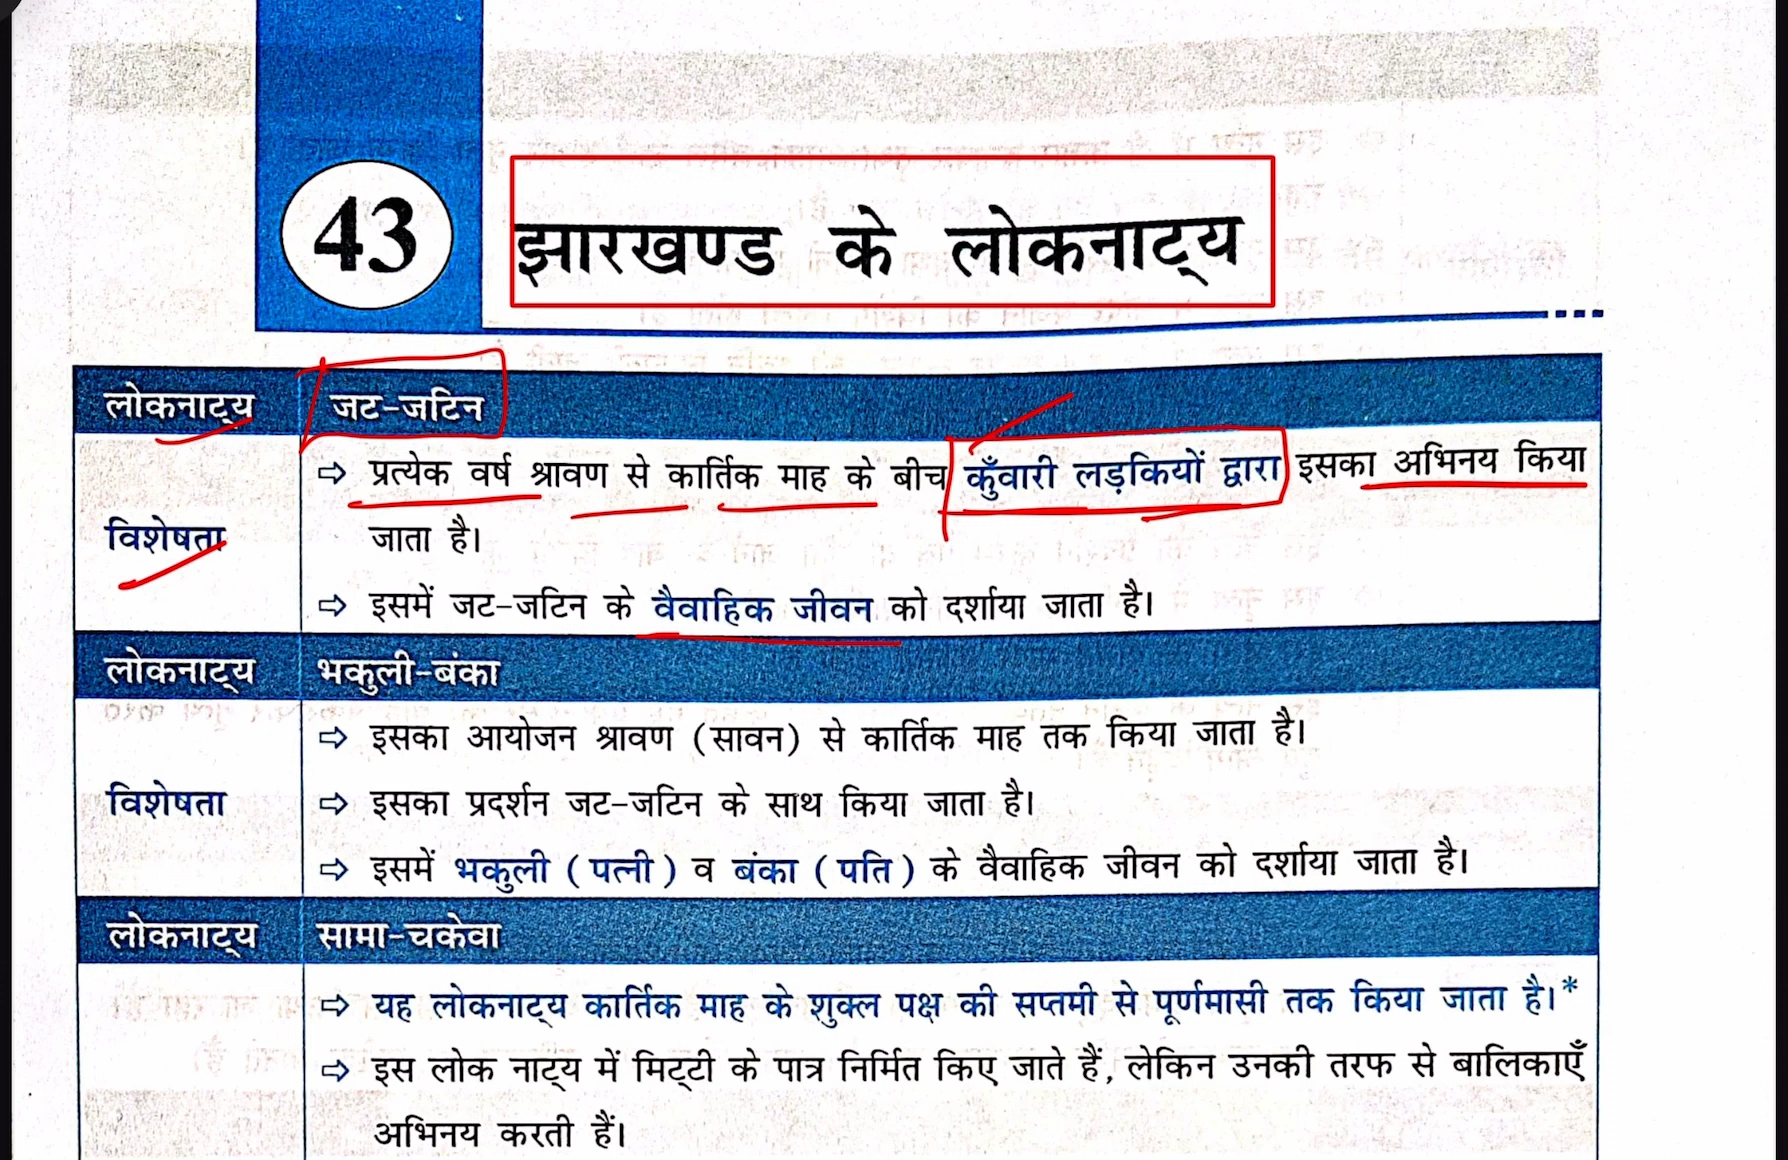 43
झारखण्ड के लोकनाट्य
लोकनाट्य जट-जटिन
⇨ प्रत्येक वर्ष श्रावण से कार्तिक माह के बीच कुँवारी लड़कियों द्वारा इसका अभिनय किया
विशेषता जाता है।
⇨ इसमें जट-जटिन के वैवाहिक जीवन को दर्शाया जाता है।
लोकनाट्य भकुली-बंका
⇨ इसका आयोजन श्रावण (सावन) से कार्तिक माह तक किया जाता है।
विशेषता ⇨ इसका प्रदर्शन जट-जटिन के साथ किया जाता है।
⇨ इसमें भकुली (पत्नी) व बंका (पति) के वैवाहिक जीवन को दर्शाया जाता है।
लोकनाट्य सामा-चकेवा
⇨ यह लोकनाट्य कार्तिक माह के शुक्ल पक्ष की सप्तमी से पूर्णमासी तक किया जाता है।*
⇨ इस लोक नाट्य में मिट्टी के पात्र निर्मित किए जाते हैं, लेकिन उनकी तरफ से बालिकाएँ
अभिनय करती हैं।